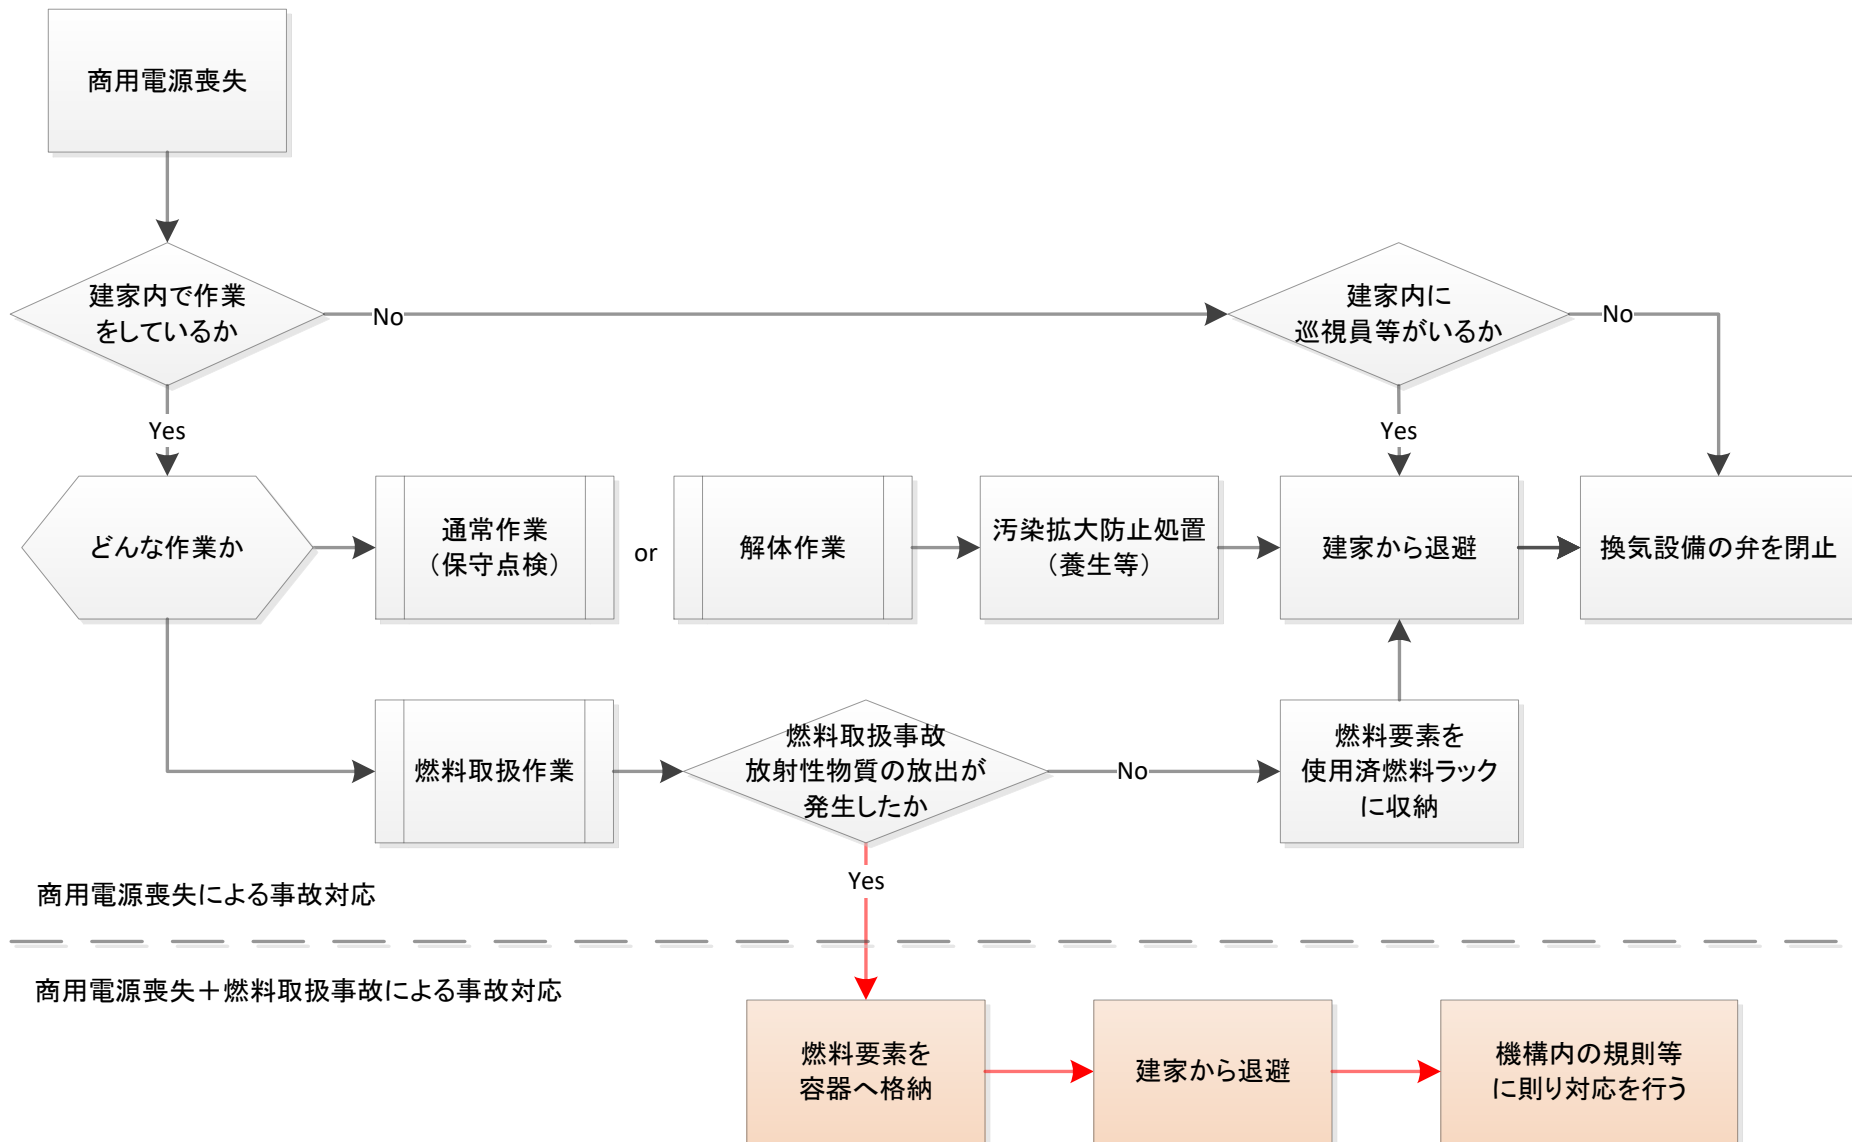 商用電源喪失
建家内で作業
をしているか
No
建家内に
巡視員等がいるか
No
Yes
Yes
どんな作業か
通常作業
（保守点検）
or
解体作業
汚染拡大防止処置
（養生等）
建家から退避
換気設備の弁を閉止
燃料取扱作業
燃料取扱事故
放射性物質の放出が
発生したか
No
燃料要素を
使用済燃料ラック
に収納
Yes
商用電源喪失による事故対応
商用電源喪失＋燃料取扱事故による事故対応
燃料要素を
容器へ格納
建家から退避
機構内の規則等
に則り対応を行う